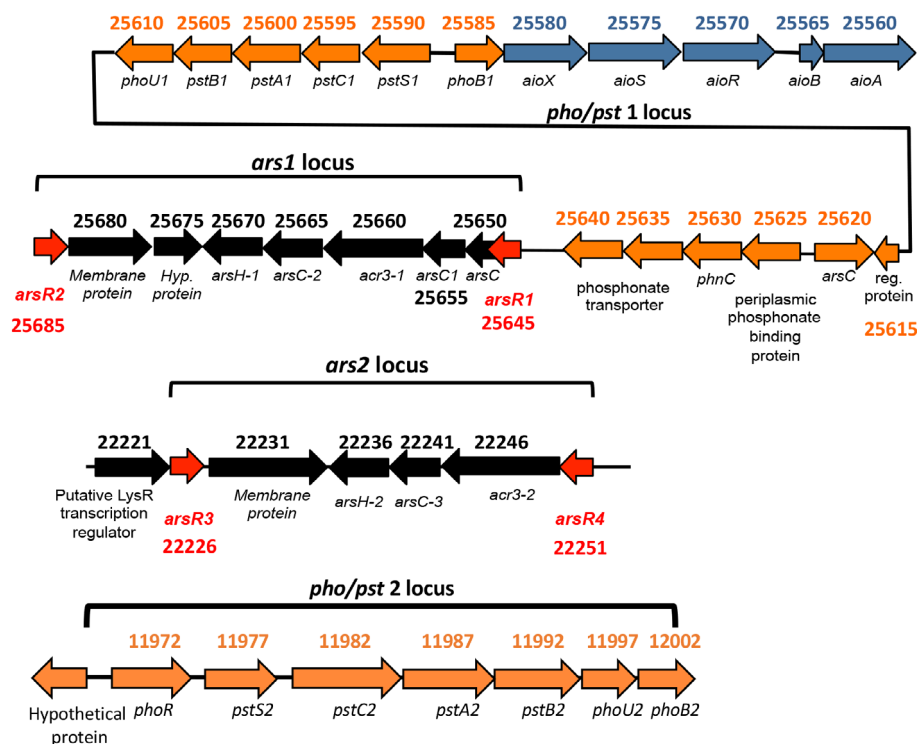 25610 25605 25600 25595 25590 25585 25580 25575 25570 25565 25560
phoU1 pstB1 pstA1 pstC1 pstS1 phoB1 aioX aioS aioR aioB aioA
pho/pst 1 locus
ars1 locus
25680 25675 25670 25665 25660 25650 25640 25635 25630 25625 25620
Membrane protein Hyp. protein arsH-1 arsC-2 acr3-1 arsC1 arsC
25655
arsR2
25685
arsR1
25645
phosphonate transporter
phnC
periplasmic
phosphonate
binding
protein
arsC
reg.
protein
25615
ars2 locus
22221 22231 22236 22241 22246
Putative LysR
transcription
regulator
arsR3
22226
Membrane
protein
arsH-2 arsC-3 acr3-2
arsR4
22251
pho/pst 2 locus
11972 11977 11982 11987 11992 11997 12002
Hypothetical
protein
phoR pstS2 pstC2 pstA2 pstB2 phoU2 phoB2